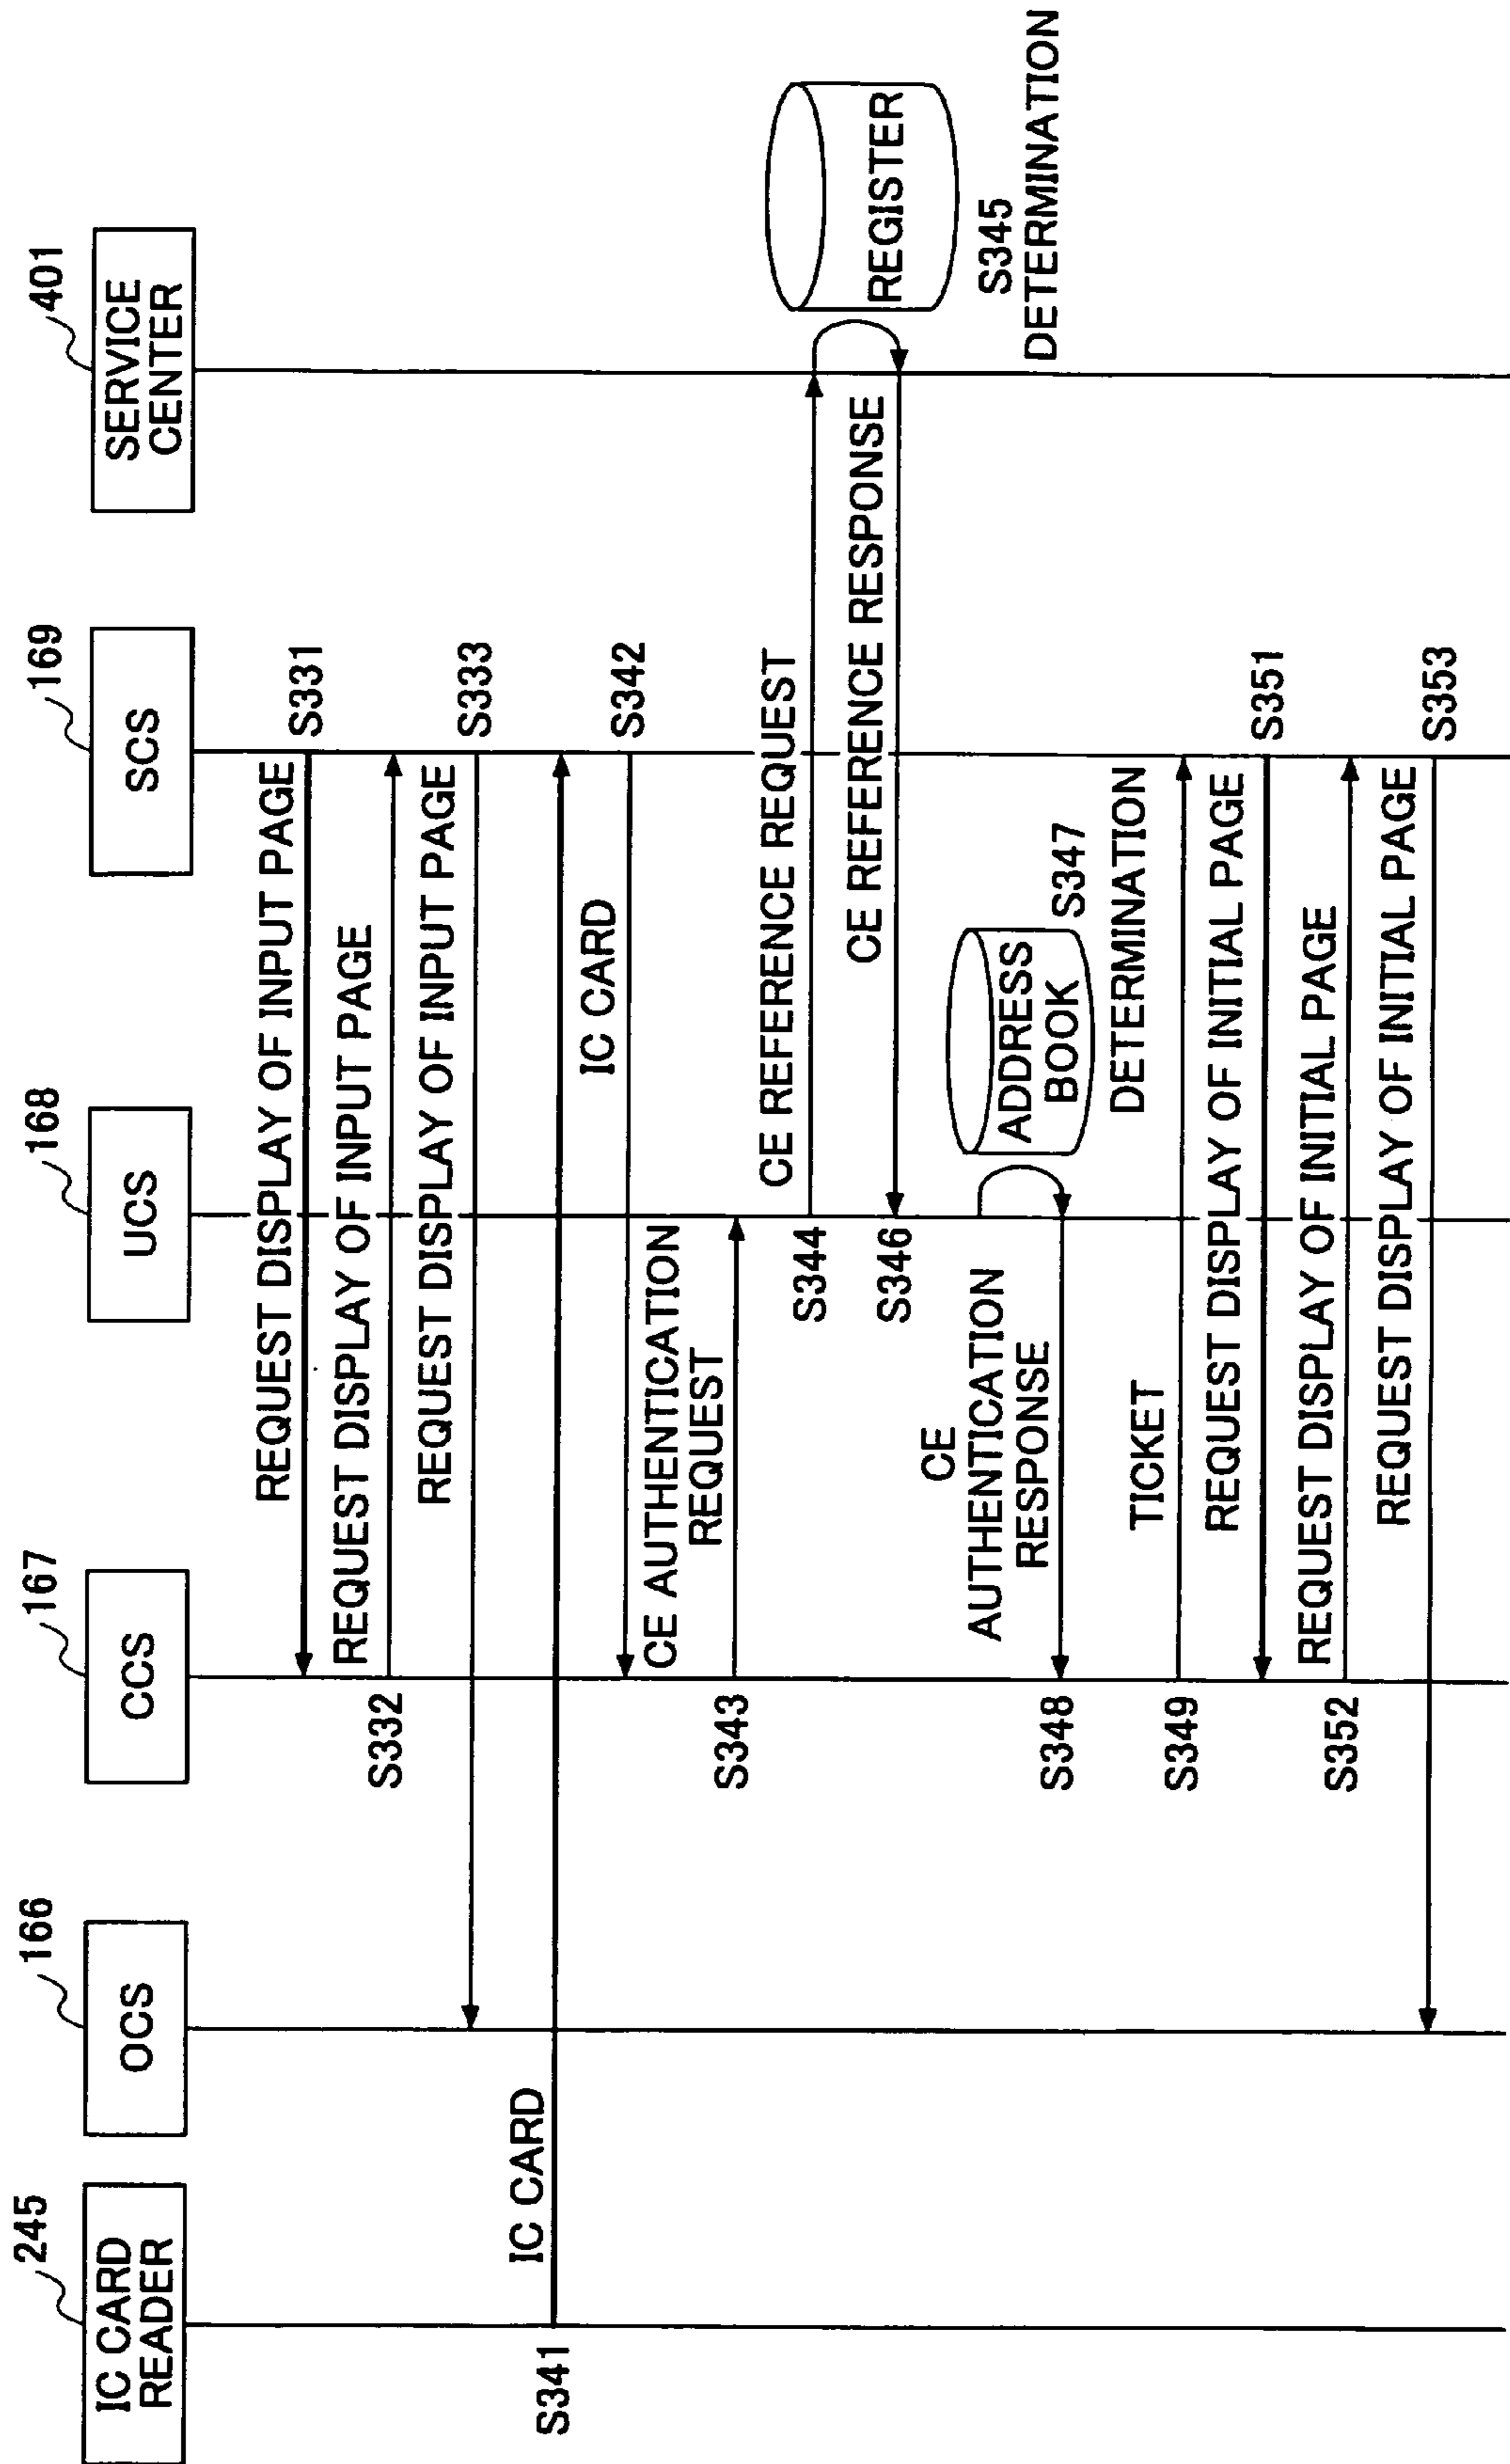 245
IC CARD
READER
166
OCS
167
CCS
168
UCS
169
SCS
401
SERVICE
CENTER
REQUEST DISPLAY OF INPUT PAGE
S331
S332
REQUEST DISPLAY OF INPUT PAGE
REQUEST DISPLAY OF INPUT PAGE
S333
S341
IC CARD
IC CARD
S342
CE AUTHENTICATION
REQUEST
S343
CE REFERENCE REQUEST
S344
REGISTER
CE REFERENCE RESPONSE
S346
S345
DETERMINATION
ADDRESS
BOOK
S347
DETERMINATION
CE
AUTHENTICATION
RESPONSE
S348
TICKET
S349
REQUEST DISPLAY OF INITIAL PAGE
S351
REQUEST DISPLAY OF INITIAL PAGE
S352
REQUEST DISPLAY OF INITIAL PAGE
S353